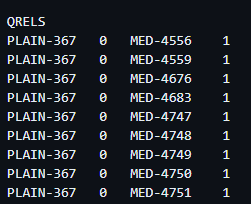 QRELS
PLAIN-367 0 MED-4556 1
PLAIN-367 0 MED-4559 1
PLAIN-367 0 MED-4676 1
PLAIN-367 0 MED-4683 1
PLAIN-367 0 MED-4747 1
PLAIN-367 0 MED-4748 1
PLAIN-367 0 MED-4749 1
PLAIN-367 0 MED-4750 1
PLAIN-367 0 MED-4751 1